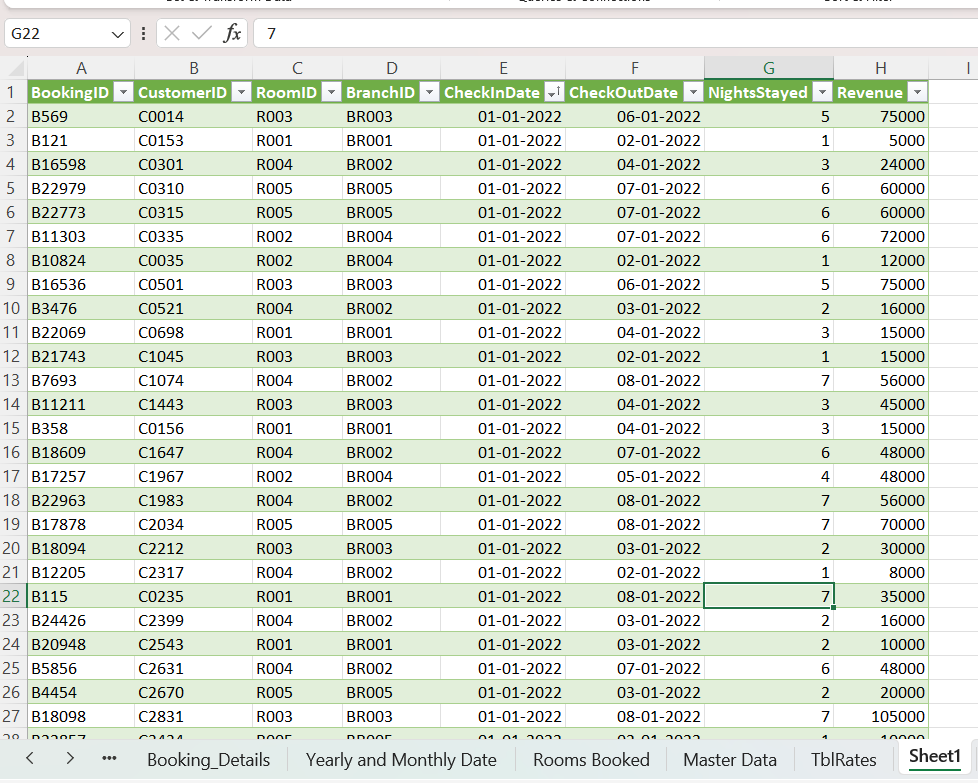 G22 fx 7
A B C D E F G H I
1 BookingID CustomerID RoomID BranchID CheckInDate CheckOutDate NightsStayed Revenue
2 B569 C0014 R003 BR003 01-01-2022 06-01-2022 5 75000
3 B121 C0153 R001 BR001 01-01-2022 02-01-2022 1 5000
4 B16598 C0301 R004 BR002 01-01-2022 04-01-2022 3 24000
5 B22979 C0310 R005 BR005 01-01-2022 07-01-2022 6 60000
6 B22773 C0315 R005 BR005 01-01-2022 07-01-2022 6 60000
7 B11303 C0335 R002 BR004 01-01-2022 07-01-2022 6 72000
8 B10824 C0035 R002 BR004 01-01-2022 02-01-2022 1 12000
9 B16536 C0501 R003 BR003 01-01-2022 06-01-2022 5 75000
10 B3476 C0521 R004 BR002 01-01-2022 03-01-2022 2 16000
11 B22069 C0698 R001 BR001 01-01-2022 04-01-2022 3 15000
12 B21743 C1045 R003 BR003 01-01-2022 02-01-2022 1 15000
13 B7693 C1074 R004 BR002 01-01-2022 08-01-2022 7 56000
14 B11211 C1443 R003 BR003 01-01-2022 04-01-2022 3 45000
15 B358 C0156 R001 BR001 01-01-2022 04-01-2022 3 15000
16 B18609 C1647 R004 BR002 01-01-2022 07-01-2022 6 48000
17 B17257 C1967 R002 BR004 01-01-2022 05-01-2022 4 48000
18 B22963 C1983 R004 BR002 01-01-2022 08-01-2022 7 56000
19 B17878 C2034 R005 BR005 01-01-2022 08-01-2022 7 70000
20 B18094 C2212 R003 BR003 01-01-2022 03-01-2022 2 30000
21 B12205 C2317 R004 BR002 01-01-2022 02-01-2022 1 8000
22 B115 C0235 R001 BR001 01-01-2022 08-01-2022 7 35000
23 B24426 C2399 R004 BR002 01-01-2022 03-01-2022 2 16000
24 B20948 C2543 R001 BR001 01-01-2022 03-01-2022 2 10000
25 B5856 C2631 R004 BR002 01-01-2022 07-01-2022 6 48000
26 B4454 C2670 R005 BR005 01-01-2022 03-01-2022 2 20000
27 B18098 C2831 R003 BR003 01-01-2022 08-01-2022 7 105000
Booking_Details Yearly and Monthly Date Rooms Booked Master Data TblRates Sheet1